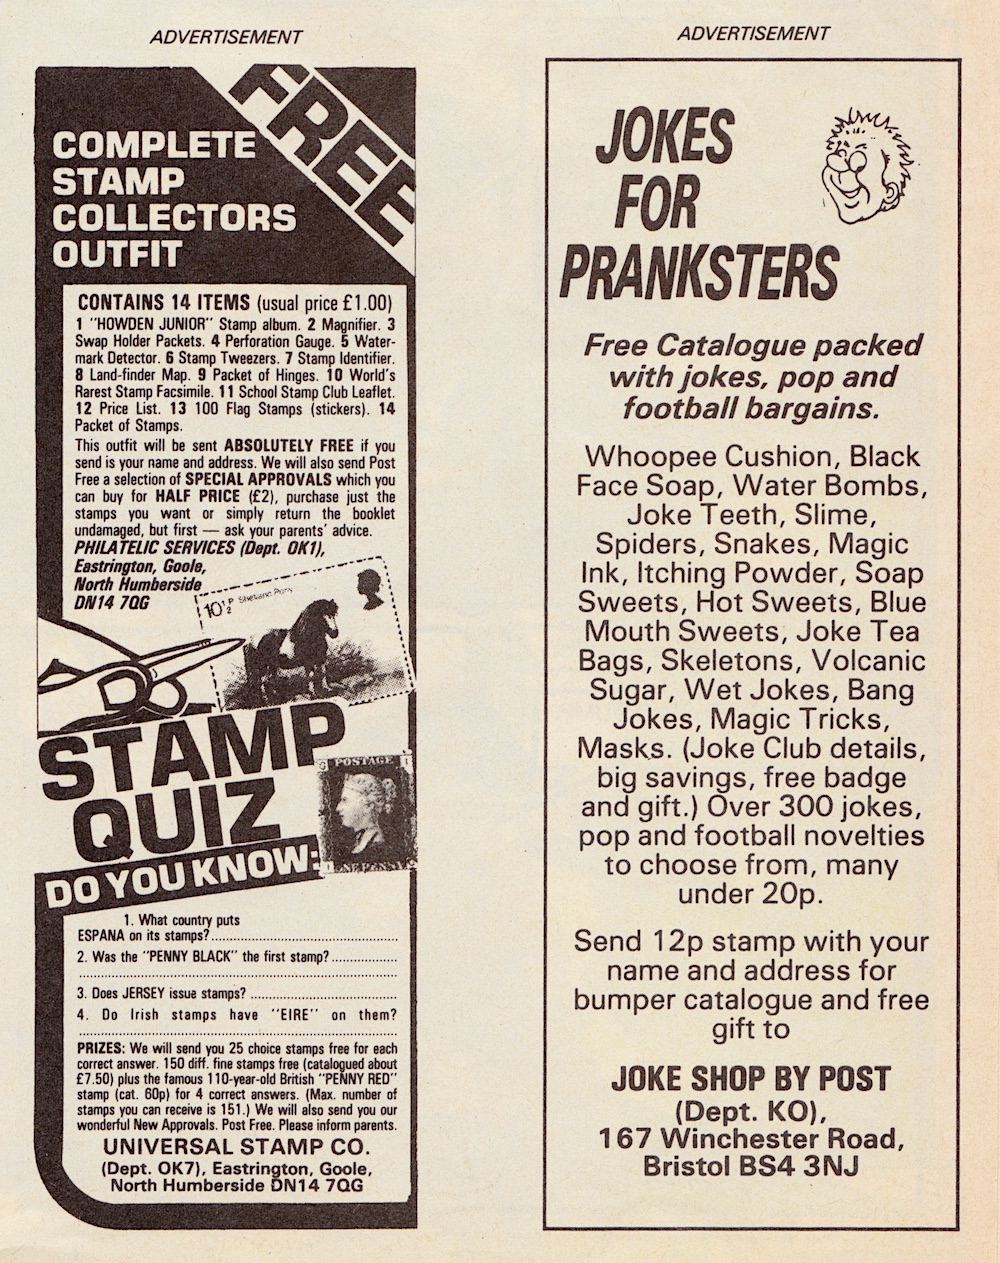 ADVERTISEMENT
FREE
COMPLETE
STAMP
COLLECTORS
OUTFIT
CONTAINS 14 ITEMS (usual price £1.00)
1 "HOWDEN JUNIOR" Stamp album. 2 Magnifier. 3
Swap Holder Packets. 4 Perforation Gauge. 5 Water-
mark Detector. 6 Stamp Tweezers. 7 Stamp Identifier.
8 Land-finder Map. 9 Packet of Hinges. 10 World's
Rarest Stamp Facsimile. 11 School Stamp Club Leaflet.
12 Price List. 13 100 Flag Stamps (stickers). 14
Packet of Stamps.
This outfit will be sent ABSOLUTELY FREE if you
send is your name and address. We will also send Post
Free a selection of SPECIAL APPROVALS which you
can buy for HALF PRICE (£2), purchase just the
stamps you want or simply return the booklet
undamaged, but first — ask your parents' advice.
PHILATELIC SERVICES (Dept. OK1),
Eastrington, Goole,
North Humberside
DN14 7QG
10½P Shetland Pony
STAMP
QUIZ
POSTAGE
ONE PENNY
DO YOU KNOW:
1. What country puts
ESPANA on its stamps?
2. Was the "PENNY BLACK" the first stamp?
3. Does JERSEY issue stamps?
4. Do Irish stamps have "EIRE" on them?
PRIZES: We will send you 25 choice stamps free for each
correct answer. 150 diff. fine stamps free (catalogued about
£7.50) plus the famous 110-year-old British "PENNY RED"
stamp (cat. 60p) for 4 correct answers. (Max. number of
stamps you can receive is 151.) We will also send you our
wonderful New Approvals. Post Free. Please inform parents.
UNIVERSAL STAMP CO.
(Dept. OK7), Eastrington, Goole,
North Humberside DN14 7QG
ADVERTISEMENT
JOKES
FOR
PRANKSTERS
Free Catalogue packed
with jokes, pop and
football bargains.
Whoopee Cushion, Black
Face Soap, Water Bombs,
Joke Teeth, Slime,
Spiders, Snakes, Magic
Ink, Itching Powder, Soap
Sweets, Hot Sweets, Blue
Mouth Sweets, Joke Tea
Bags, Skeletons, Volcanic
Sugar, Wet Jokes, Bang
Jokes, Magic Tricks,
Masks. (Joke Club details,
big savings, free badge
and gift.) Over 300 jokes,
pop and football novelties
to choose from, many
under 20p.
Send 12p stamp with your
name and address for
bumper catalogue and free
gift to
JOKE SHOP BY POST
(Dept. KO),
167 Winchester Road,
Bristol BS4 3NJ